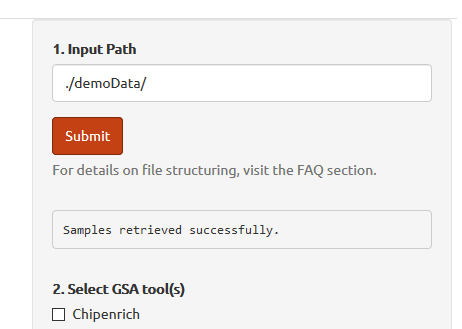 1. Input Path
./demoData/
Submit
For details on file structuring, visit the FAQ section.
Samples retrieved successfully.
2. Select GSA tool(s)
Chipenrich